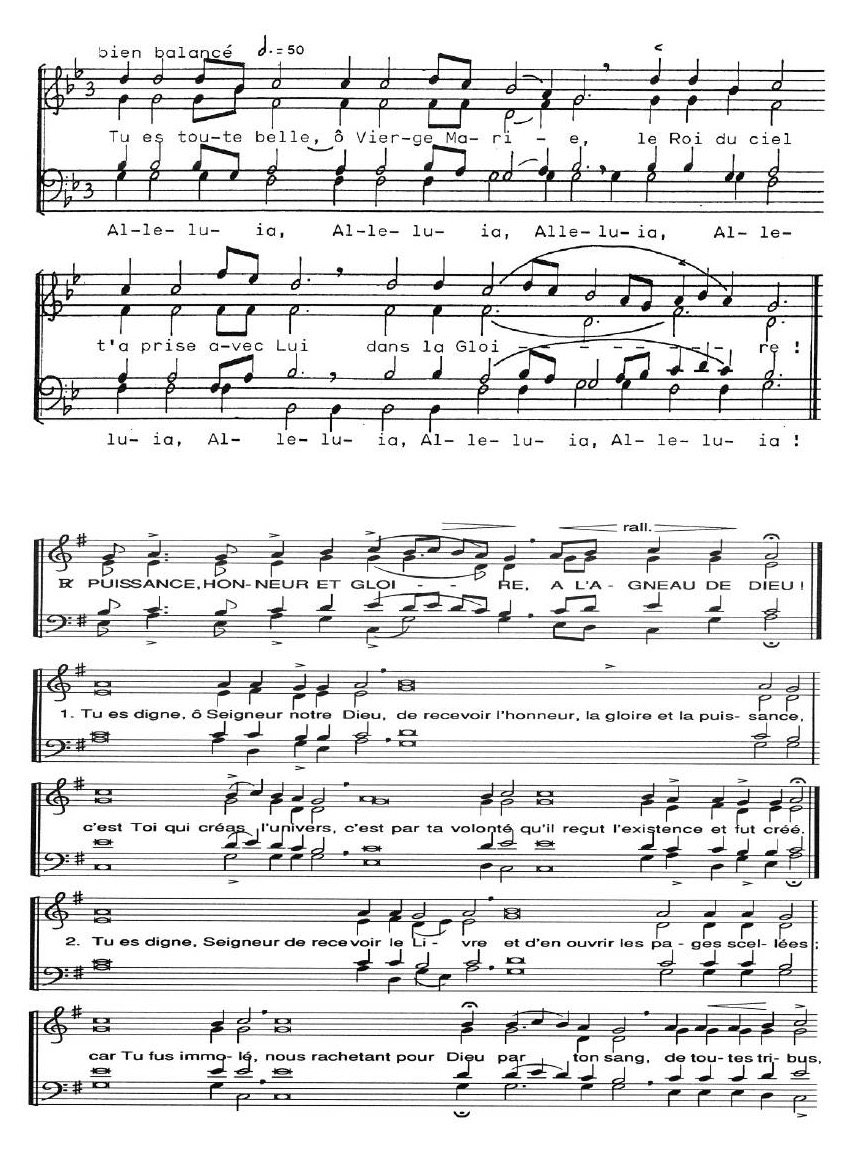 bien balancé 𝅗𝅥. = 50
Tu es tou-te belle, ô Vier-ge Ma- ri - e, le Roi du ciel
Al-le- lu- ia, Al-le- lu- ia, Alle-lu-ia, Al- le-
t'a prise a-vec Lui dans la Gloi - - - - - - - - - re !
lu- ia, Al- le- lu- ia, Al- le- lu- ia, Al- le- lu- ia !
rall.
℟ PUISSANCE, HON-NEUR ET GLOI - - RE, A L'A - GNEAU DE DIEU !
1. Tu es digne, ô Seigneur notre Dieu, de recevoir l'honneur, la gloire et la puis- sance,
c'est Toi qui créas l'univers, c'est par ta volonté qu'il reçut l'existence et fut créé.
2. Tu es digne, Seigneur de recevoir le Li- vre et d'en ouvrir les pa - ges scel- lées ;
car Tu fus immo-lé, nous rachetant pour Dieu par ton sang, de tou-tes tri-bus,